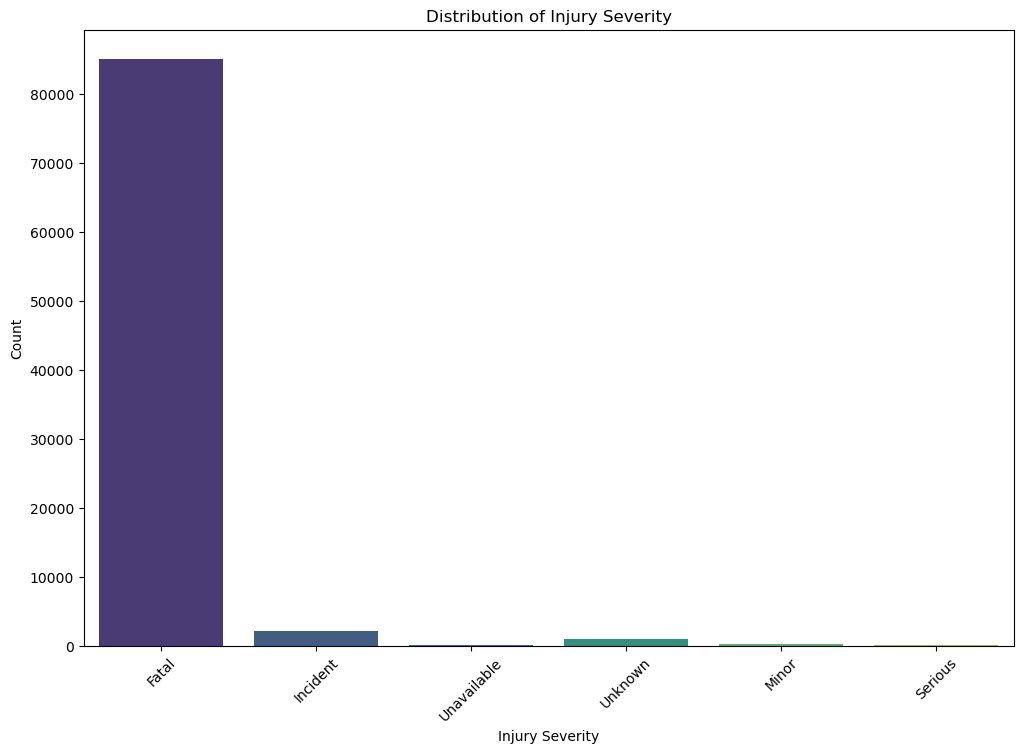 Distribution of Injury Severity
80000
70000
60000
50000
40000
30000
20000
10000
0
Count
Fatal
Incident
Unavailable
Unknown
Minor
Serious
Injury Severity